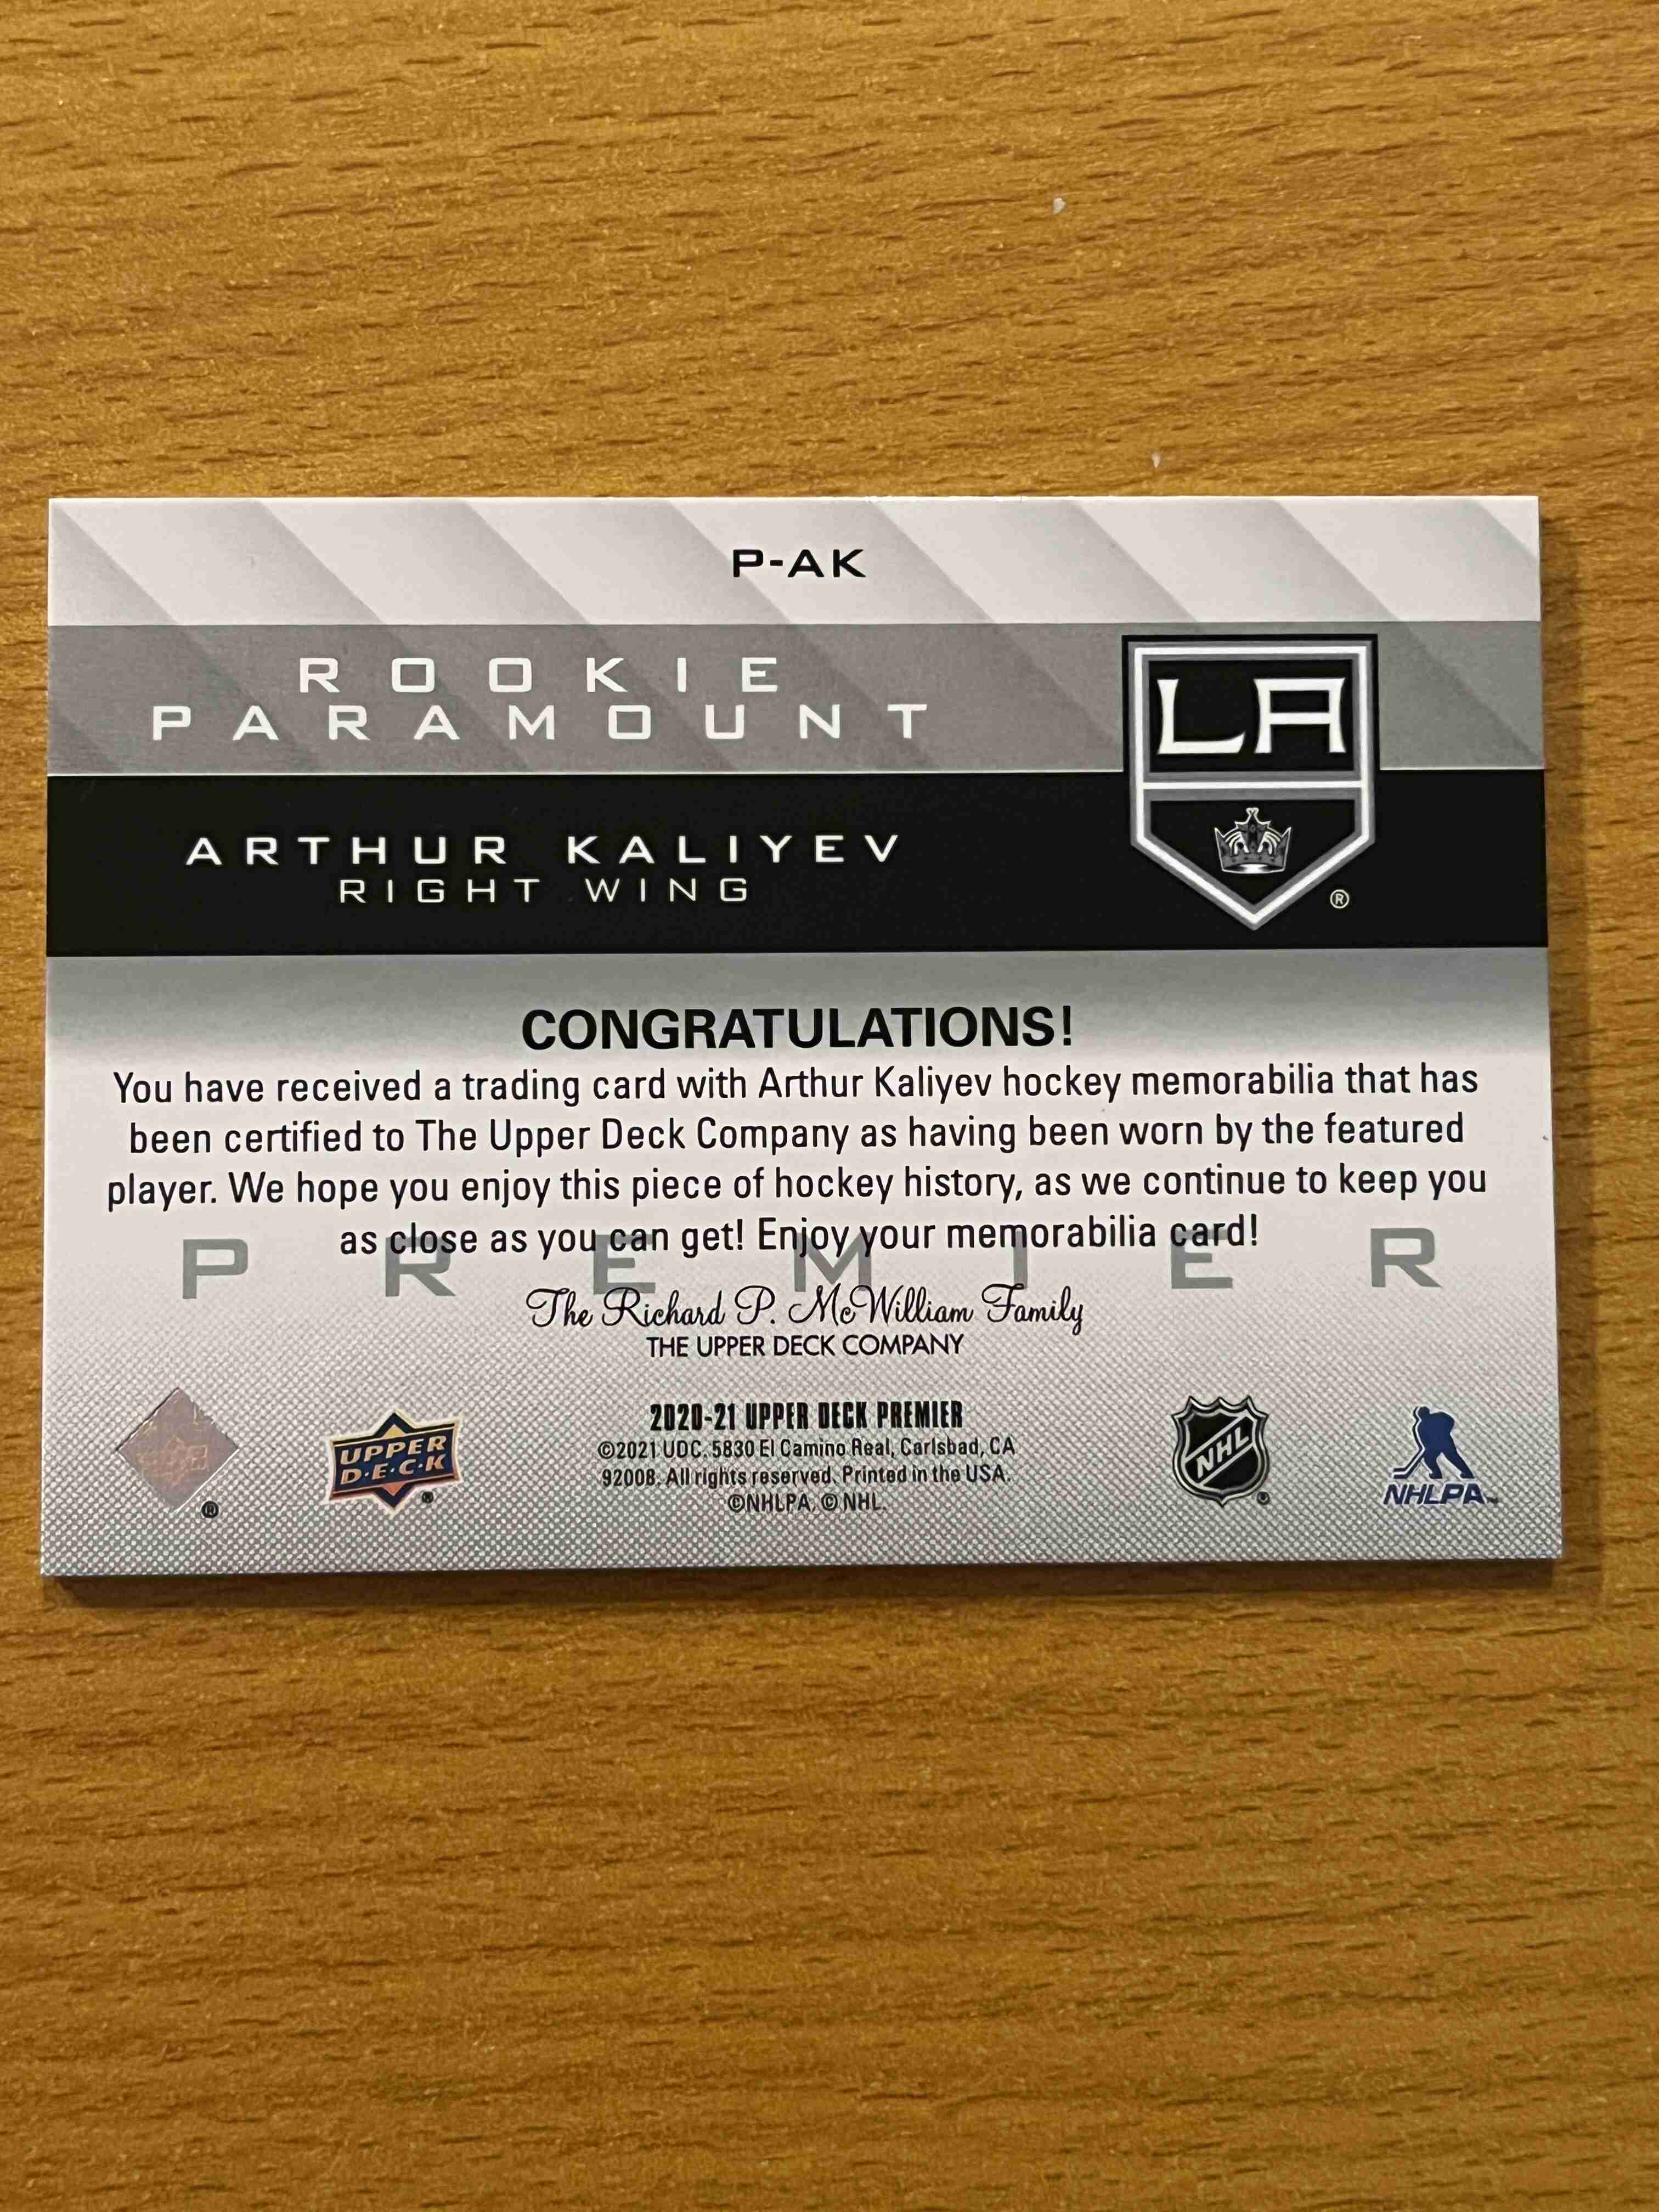 P-AK
ROOKIE
PARAMOUNT
LA
ARTHUR KALIYEV
RIGHT WING
®
CONGRATULATIONS!
You have received a trading card with Arthur Kaliyev hockey memorabilia that has
been certified to The Upper Deck Company as having been worn by the featured
player. We hope you enjoy this piece of hockey history, as we continue to keep you
as close as you can get! Enjoy your memorabilia card!
PREMIER
The Richard P. McWilliam Family
THE UPPER DECK COMPANY
®
UPPER
D·E·C·K
®
2020-21 UPPER DECK PREMIER
©2021 UDC. 5830 El Camino Real, Carlsbad, CA
92008. All rights reserved. Printed in the USA.
©NHLPA, © NHL.
NHL
®
NHLPA™